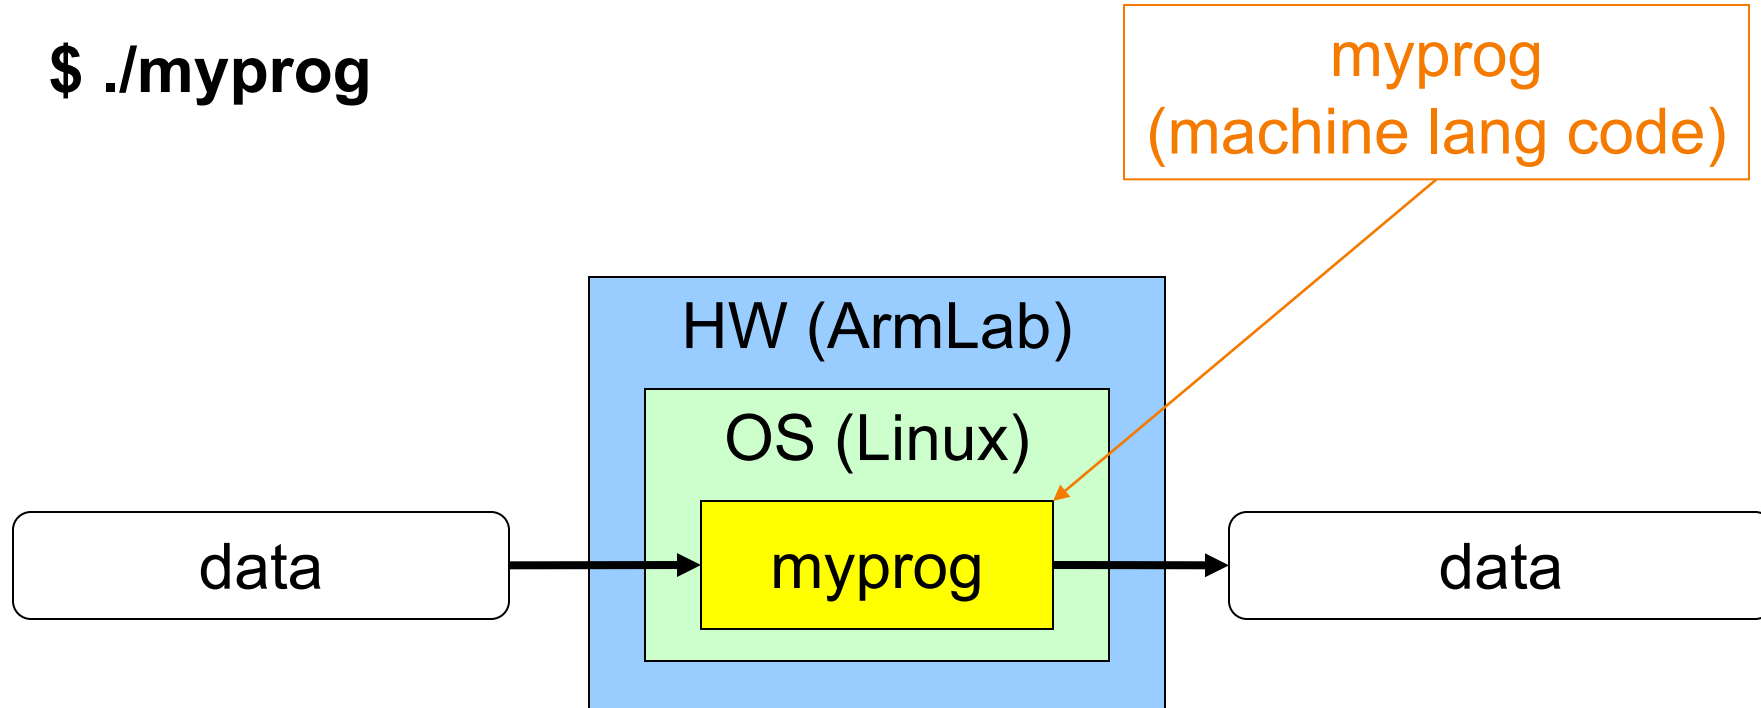 $ ./myprog
myprog
(machine lang code)
HW (ArmLab)
OS (Linux)
data
myprog
data